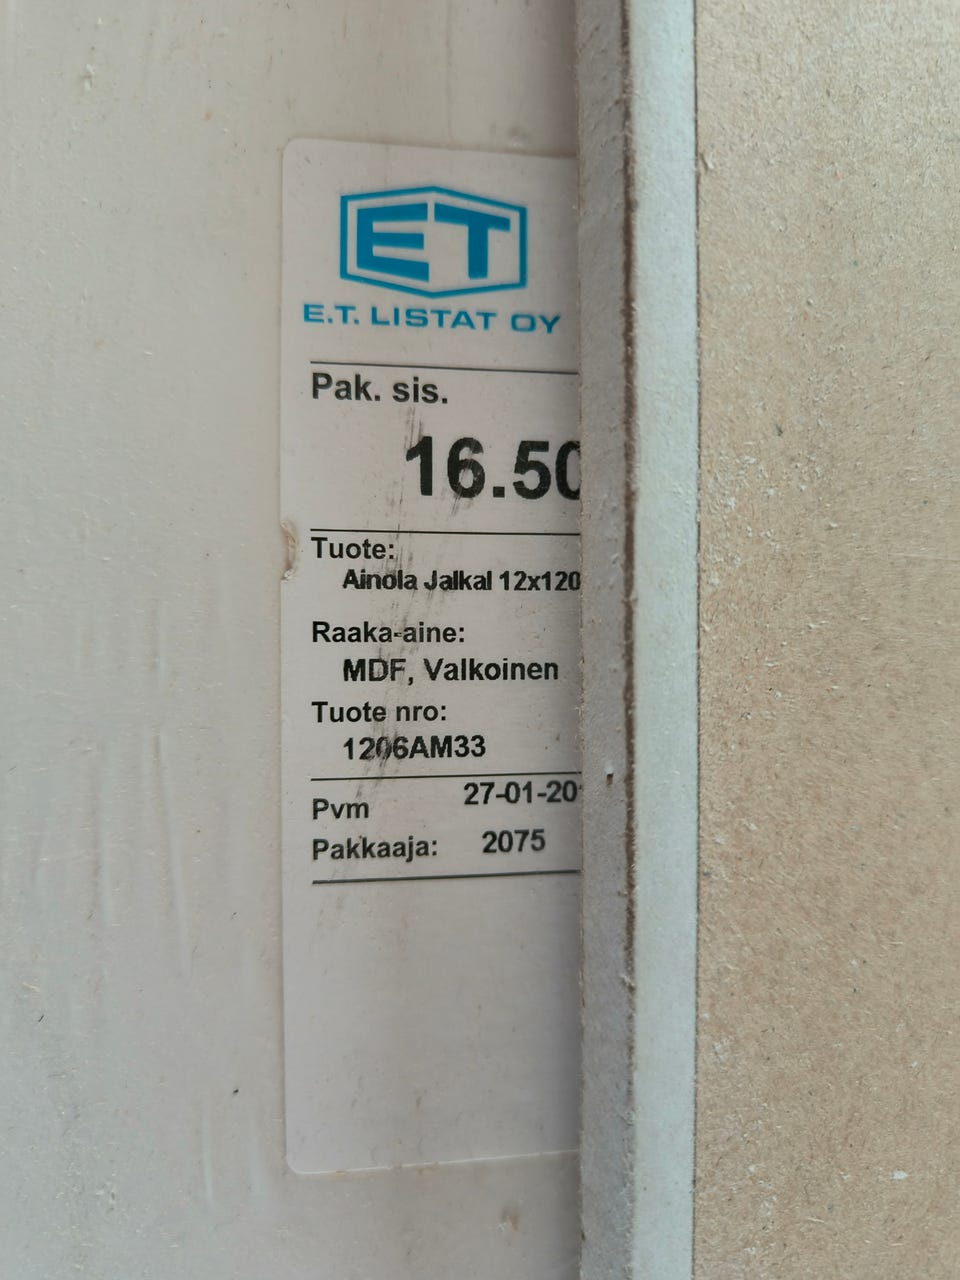 ET
E.T. LISTAT OY
Pak. sis.
16.50
Tuote:
Ainola Jalkal 12x120
Raaka-aine:
MDF, Valkoinen
Tuote nro:
1206AM33
Pvm 27-01-20
Pakkaaja: 2075